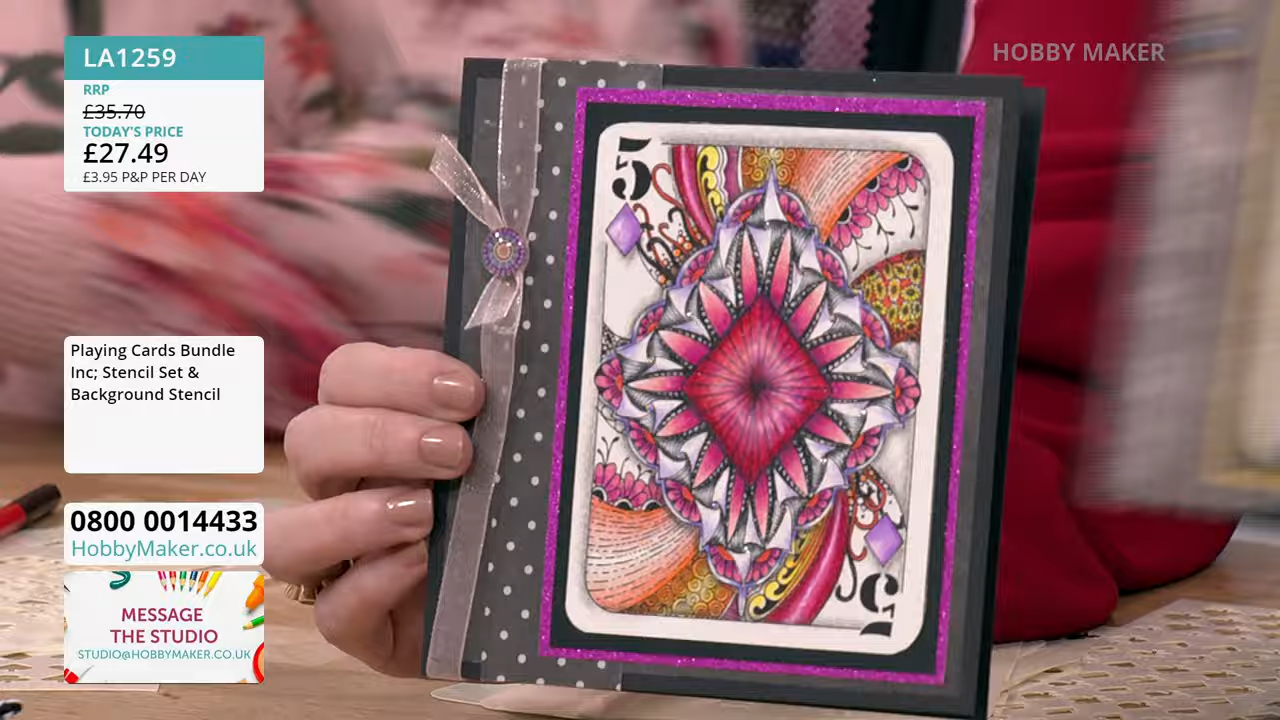 LA1259
RRP
£35.70
TODAY'S PRICE
£27.49
£3.95 P&P PER DAY
HOBBY MAKER
5
Playing Cards Bundle
Inc; Stencil Set &
Background Stencil
0800 0014433
HobbyMaker.co.uk
MESSAGE
THE STUDIO
STUDIO@HOBBYMAKER.CO.UK
5